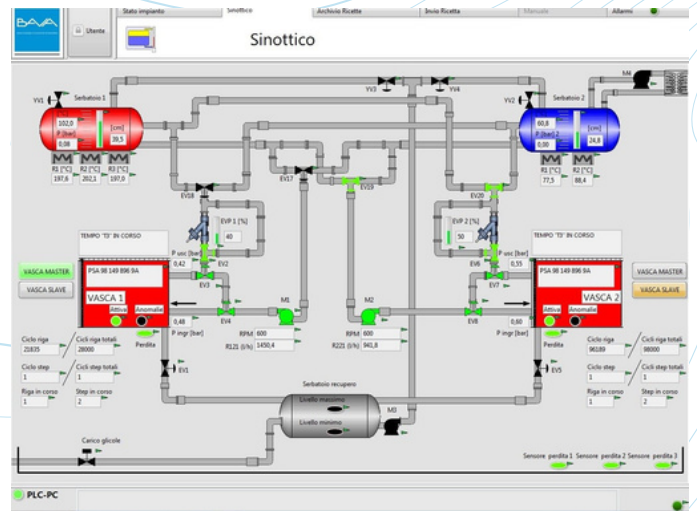 BAVA
Utente
Stato impianto
Sinottico
Archivio Ricette
Invio Ricetta
Manuale
Allarmi
Sinottico
YV1
Serbatoio 1
102,0
P [bar]
0,08
[cm]
39,5
R1 [°C]
R2 [°C]
R3 [°C]
197,6
202,1
197,0
YV3
YV4
YV2
Serbatoio 2
M4
60,8
P [bar] 2
0,00
[cm]
24,8
R1 [°C]
R2 [°C]
77,5
88,4
EV18
EV17
EV19
EV20
TEMPO 'T3' IN CORSO
EVP 1 [%]
40
P usc [bar]
0,42
EV2
EV3
EVP 2 [%]
50
EV6
EV7
P usc [bar]
0,55
TEMPO 'T3' IN CORSO
VASCA MASTER
VASCA SLAVE
PSA 98 149 896 9A
VASCA 1
Attiva
Anomalie
Perdita
0,48
P ingr [bar]
EV4
M1
RPM
600
R121 (l/h)
1450,4
M2
RPM
600
R221 (l/h)
941,8
EV8
0,60
P ingr [bar]
PSA 98 149 896 9A
VASCA 2
Attiva
Anomalie
Perdita
VASCA MASTER
VASCA SLAVE
Ciclo riga
Cicli riga totali
21835
28000
Ciclo step
Cicli step totali
1
1
Riga in corso
Step in corso
1
2
EV1
Serbatoio recupero
Livello massimo
Livello minimo
M3
EV5
Ciclo riga
Cicli riga totali
96189
98000
Ciclo step
Cicli step totali
1
1
Riga in corso
Step in corso
1
2
Carico glicole
Sensore perdita 1
Sensore perdita 2
Sensore perdita 3
PLC-PC